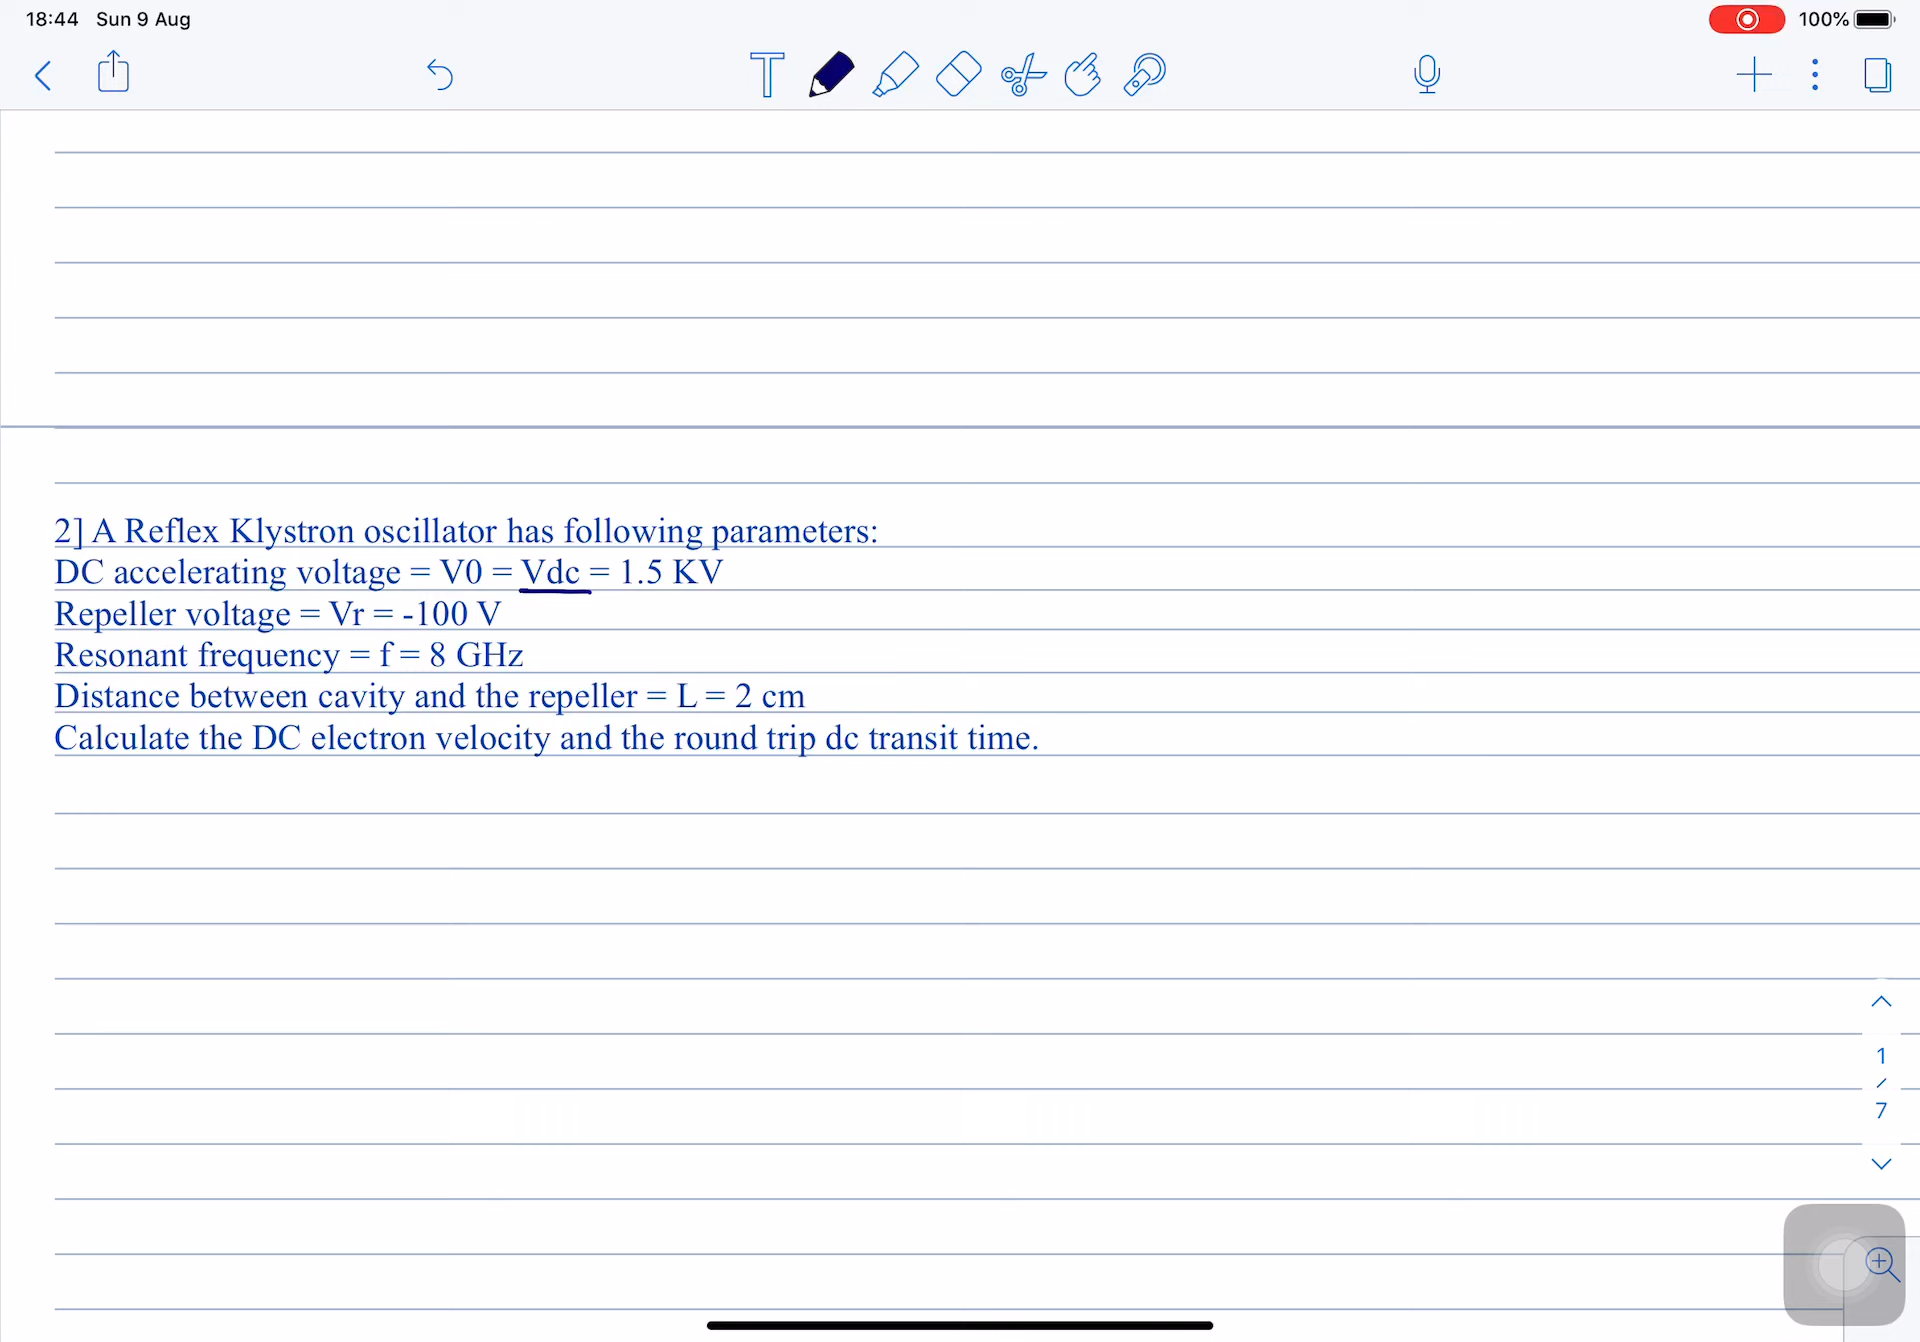 18:44 Sun 9 Aug 100%
2] A Reflex Klystron oscillator has following parameters:
DC accelerating voltage = V0 = Vdc = 1.5 KV
Repeller voltage = Vr = -100 V
Resonant frequency = f = 8 GHz
Distance between cavity and the repeller = L = 2 cm
Calculate the DC electron velocity and the round trip dc transit time.
1
/
7